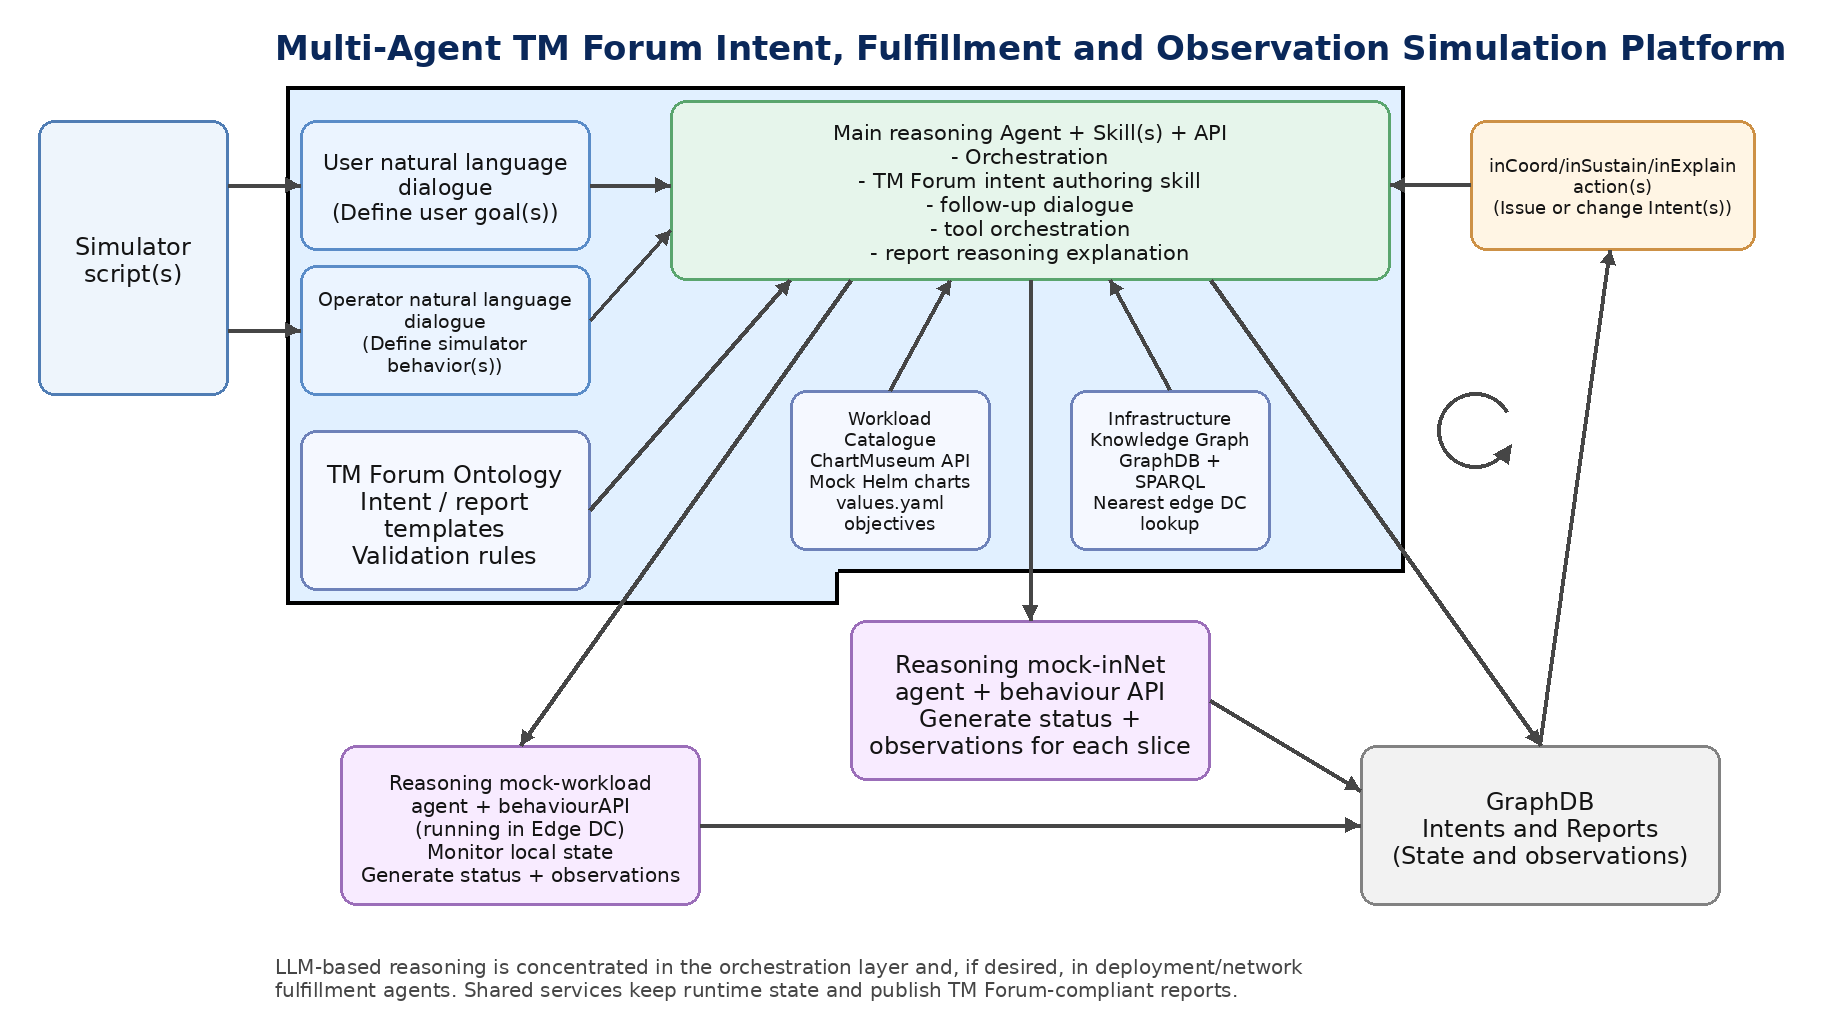 Multi-Agent TM Forum Intent, Fulfillment and Observation Simulation Platform
Simulator
script(s)
User natural language
dialogue
(Define user goal(s))
Operator natural language
dialogue
(Define simulator
behavior(s))
TM Forum Ontology
Intent / report
templates
Validation rules
Main reasoning Agent + Skill(s) + API
- Orchestration
- TM Forum intent authoring skill
- follow-up dialogue
- tool orchestration
- report reasoning explanation
inCoord/inSustain/inExplain
action(s)
(Issue or change Intent(s))
Workload
Catalogue
ChartMuseum API
Mock Helm charts
values.yaml
objectives
Infrastructure
Knowledge Graph
GraphDB +
SPARQL
Nearest edge DC
lookup
Reasoning mock-inNet
agent + behaviour API
Generate status +
observations for each slice
Reasoning mock-workload
agent + behaviourAPI
(running in Edge DC)
Monitor local state
Generate status + observations
GraphDB
Intents and Reports
(State and observations)
LLM-based reasoning is concentrated in the orchestration layer and, if desired, in deployment/network
fulfillment agents. Shared services keep runtime state and publish TM Forum-compliant reports.